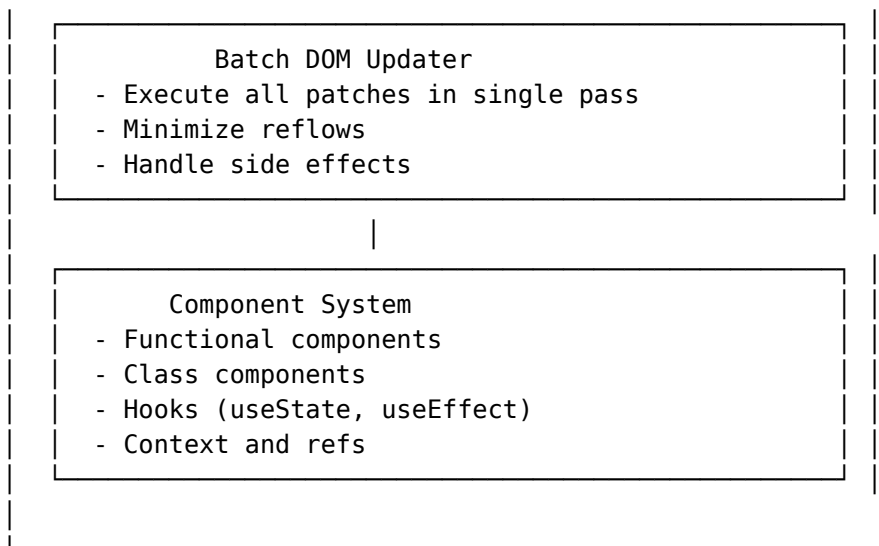 Batch DOM Updater
- Execute all patches in single pass
- Minimize reflows
- Handle side effects
Component System
- Functional components
- Class components
- Hooks (useState, useEffect)
- Context and refs